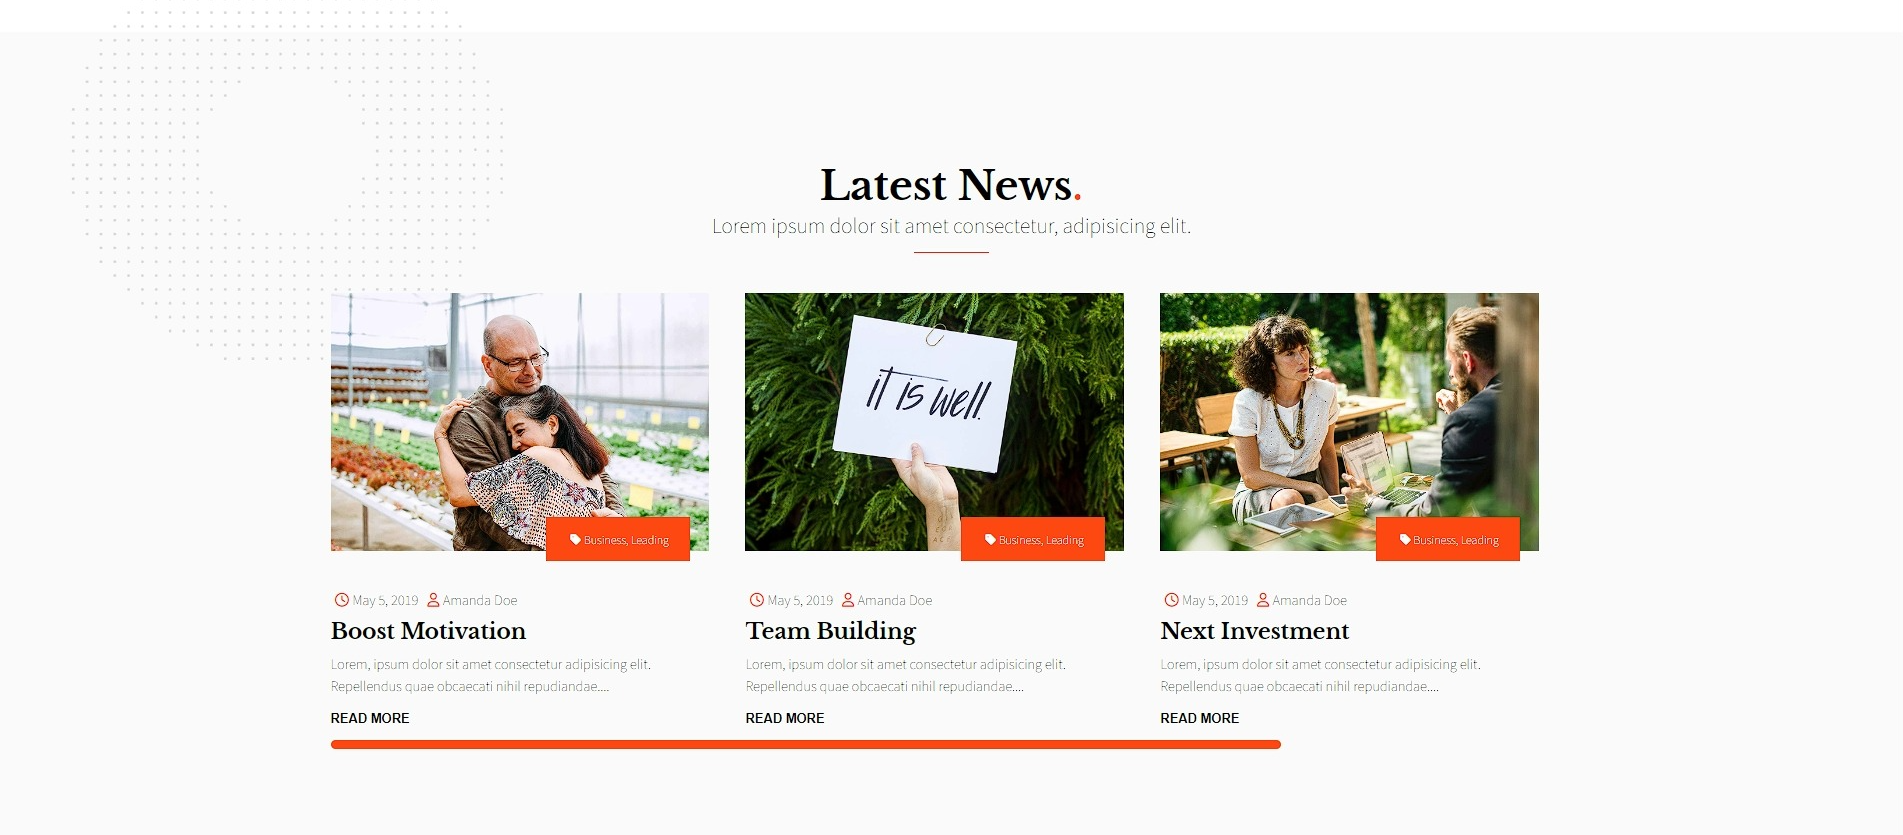 Latest News.
Lorem ipsum dolor sit amet consectetur, adipisicing elit.
it is well.
Business, Leading
Business, Leading
Business, Leading
May 5, 2019 Amanda Doe
Boost Motivation
Lorem, ipsum dolor sit amet consectetur adipisicing elit.
Repellendus quae obcaecati nihil repudiandae....
READ MORE
May 5, 2019 Amanda Doe
Team Building
Lorem, ipsum dolor sit amet consectetur adipisicing elit.
Repellendus quae obcaecati nihil repudiandae....
READ MORE
May 5, 2019 Amanda Doe
Next Investment
Lorem, ipsum dolor sit amet consectetur adipisicing elit.
Repellendus quae obcaecati nihil repudiandae....
READ MORE